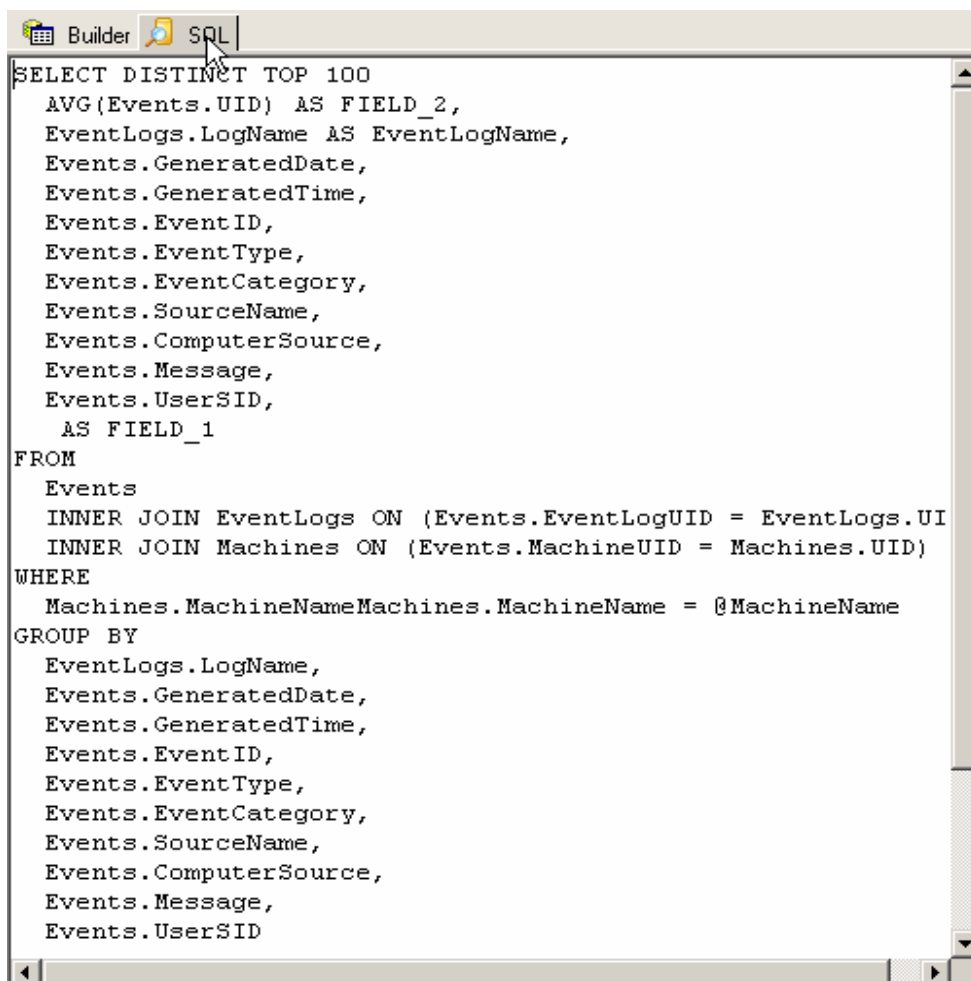 Builder SQL
SELECT DISTINCT TOP 100
AVG(Events.UID) AS FIELD_2,
EventLogs.LogName AS EventLogName,
Events.GeneratedDate,
Events.GeneratedTime,
Events.EventID,
Events.EventType,
Events.EventCategory,
Events.SourceName,
Events.ComputerSource,
Events.Message,
Events.UserSID,
AS FIELD_1
FROM
Events
INNER JOIN EventLogs ON (Events.EventLogUID = EventLogs.UI
INNER JOIN Machines ON (Events.MachineUID = Machines.UID)
WHERE
Machines.MachineNameMachines.MachineName = @MachineName
GROUP BY
EventLogs.LogName,
Events.GeneratedDate,
Events.GeneratedTime,
Events.EventID,
Events.EventType,
Events.EventCategory,
Events.SourceName,
Events.ComputerSource,
Events.Message,
Events.UserSID